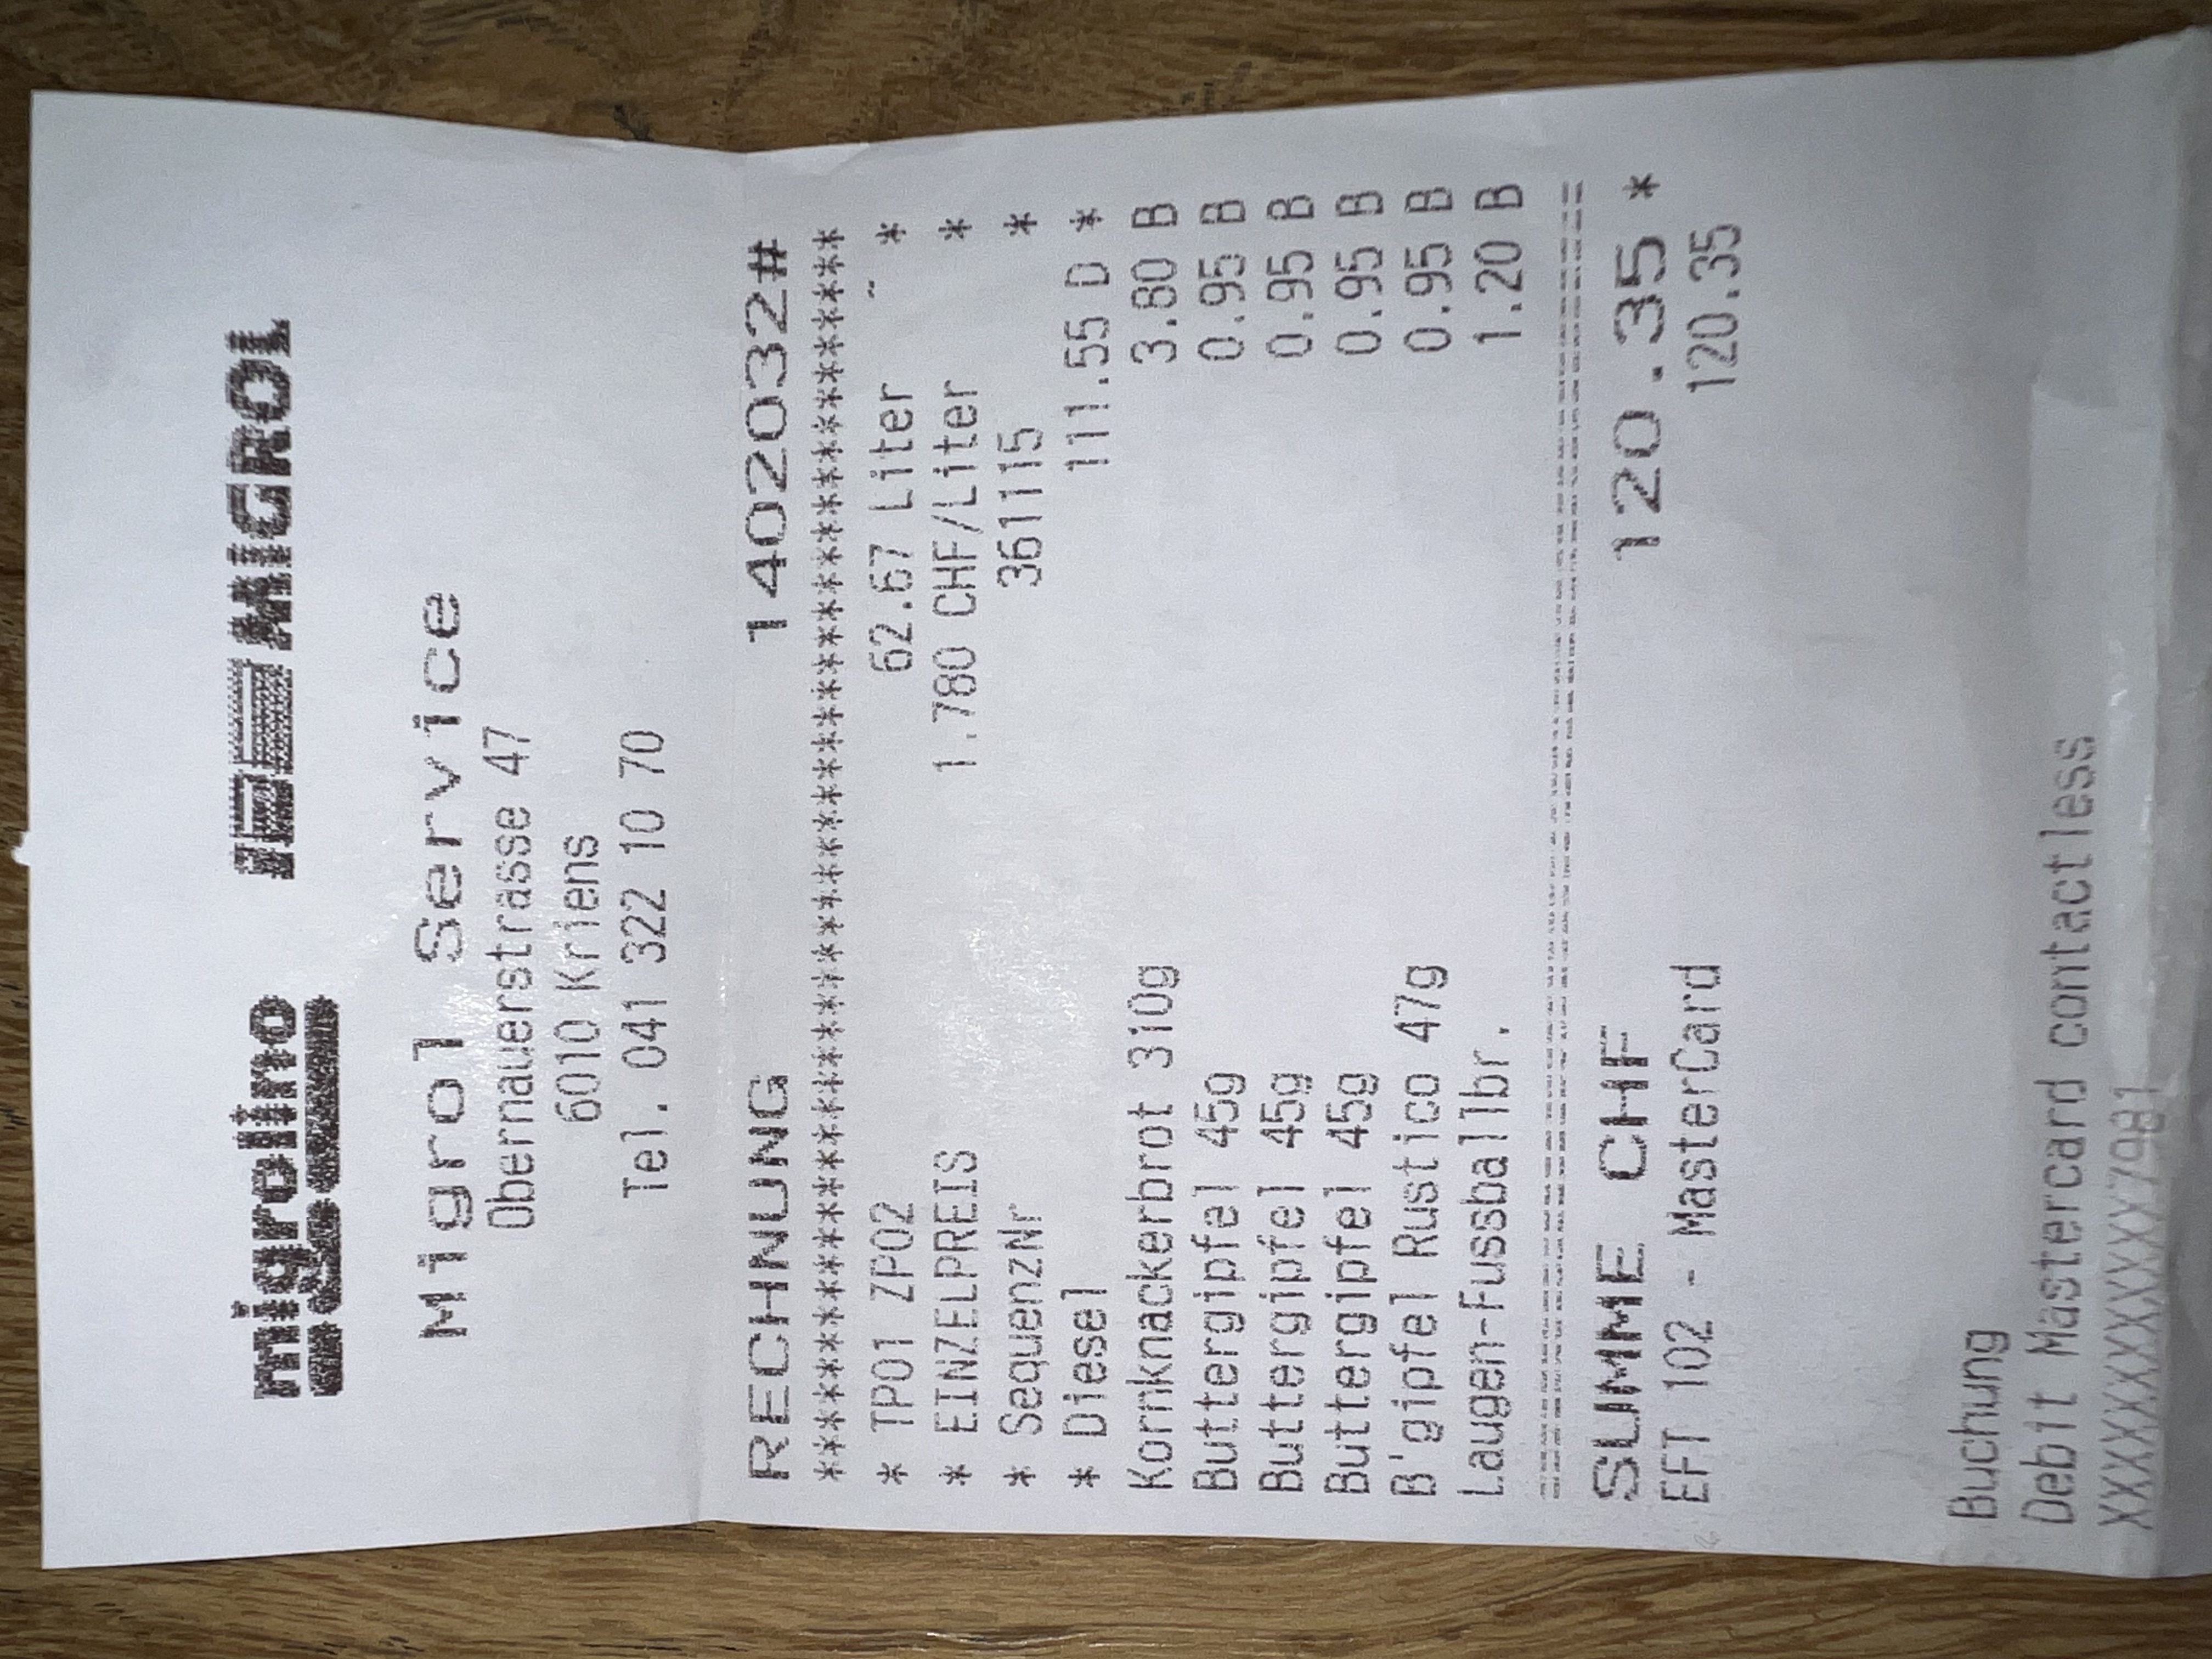 migrolino MIGROL
Migrol Service
Obernauerstrasse 47
6010 Kriens
Tel. 041 322 10 70
RECHNUNG 1402032#
************************************************
* TP01 ZP02 62.67 Liter ~ *
* EINZELPREIS 1.780 CHF/Liter *
* SequenzNr 361115 *
* Diesel 111.55 D *
Kornknackerbrot 310g 3.80 B
Buttergipfel 45g 0.95 B
Buttergipfel 45g 0.95 B
Buttergipfel 45g 0.95 B
B'gipfel Rustico 47g 0.95 B
Laugen-Fussballbr. 1.20 B
SUMME CHF 120.35 *
EFT 102 - MasterCard 120.35
Buchung
Debit Mastercard contactless
XXXXXXXXXXXX7981